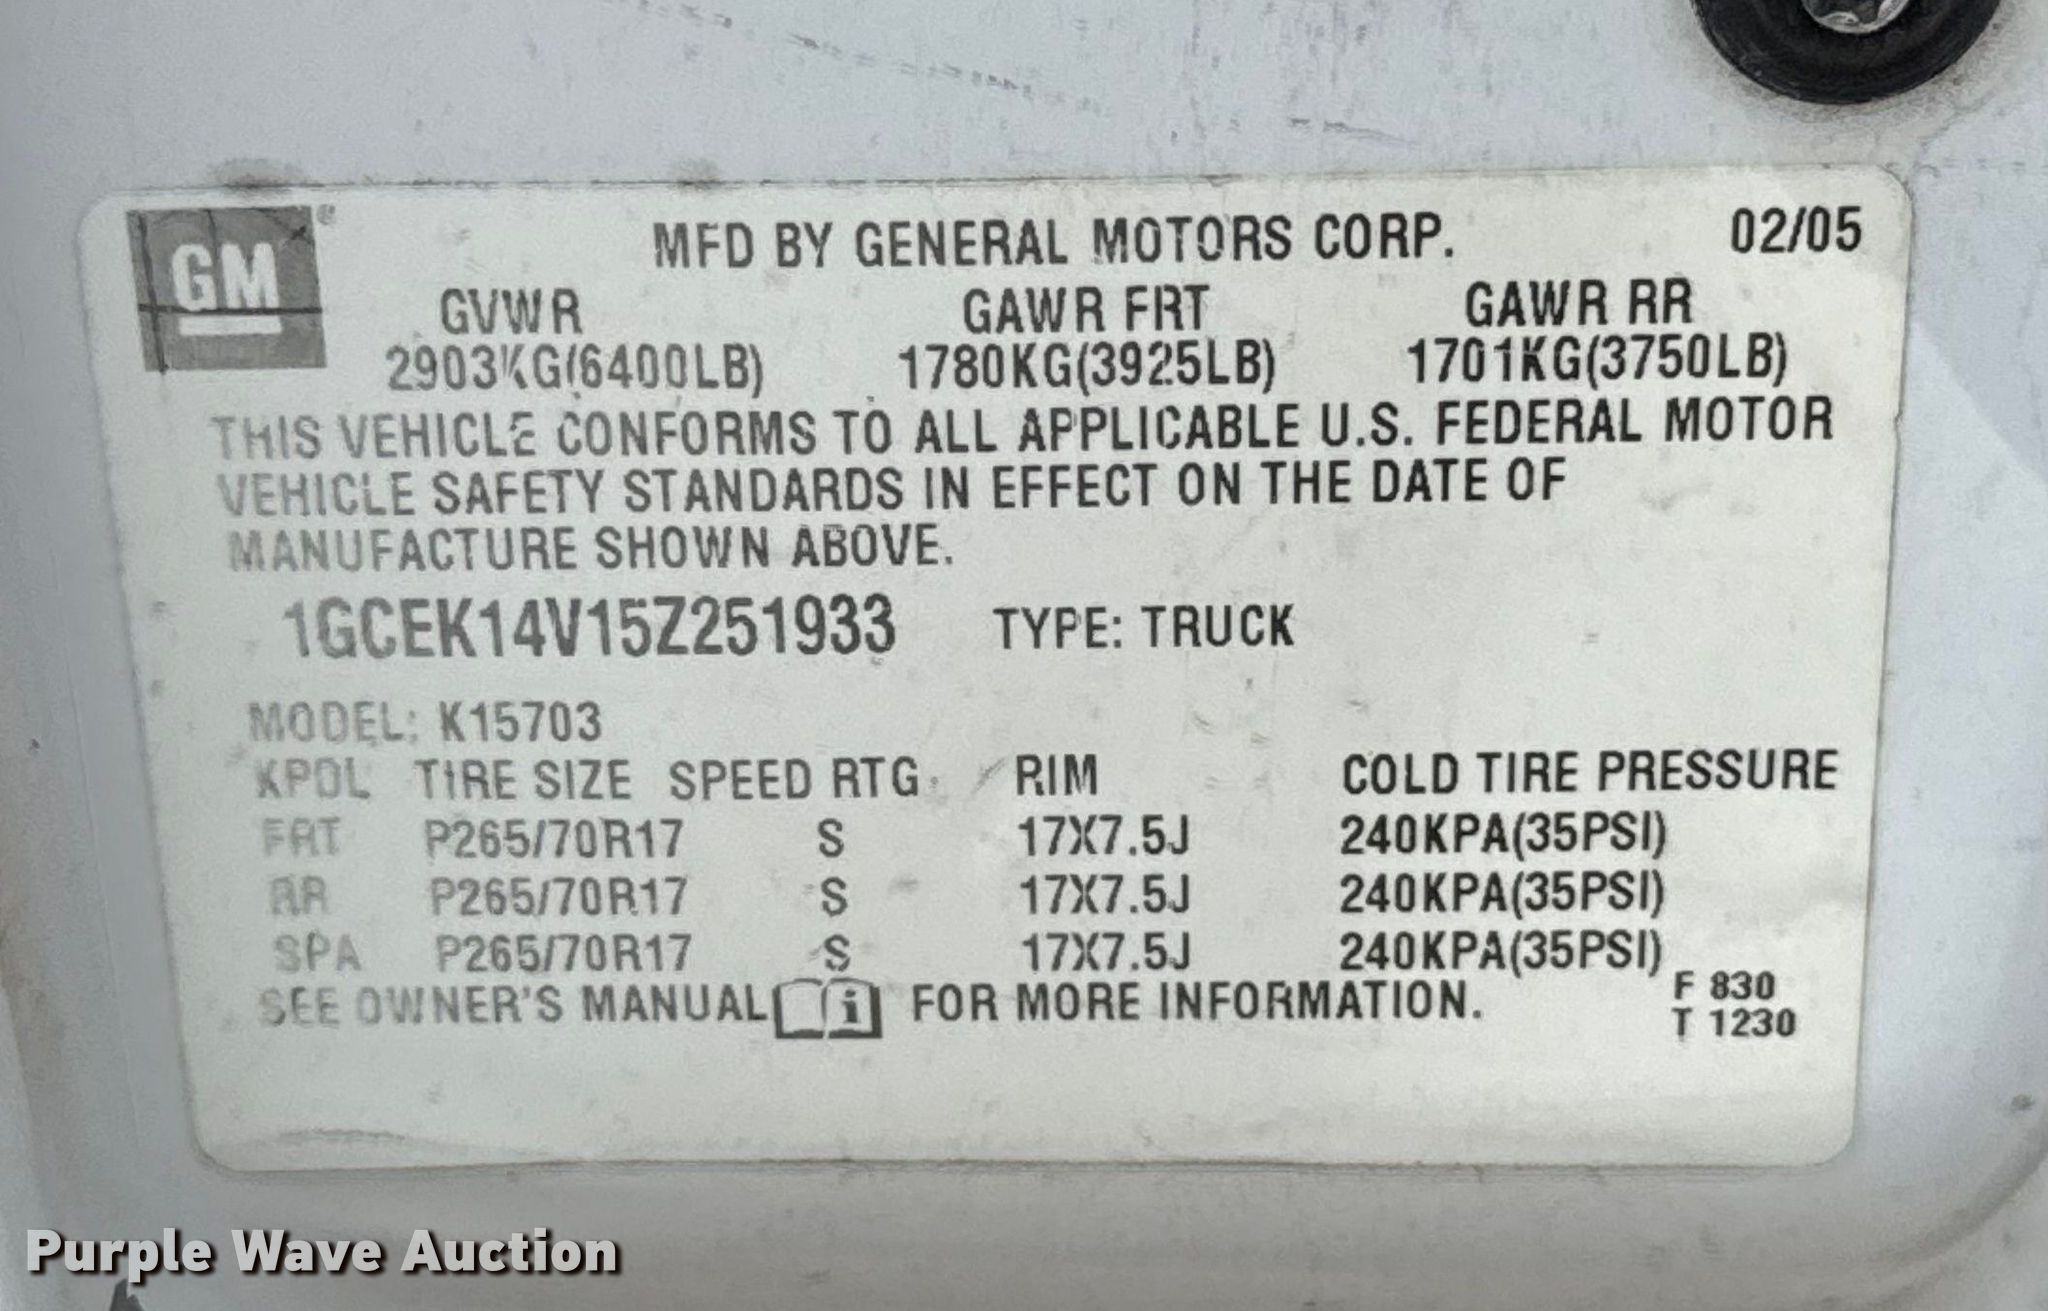 GM®
MFD BY GENERAL MOTORS CORP. 02/05
GVWR GAWR FRT GAWR RR
2903KG(6400LB) 1780KG(3925LB) 1701KG(3750LB)
THIS VEHICLE CONFORMS TO ALL APPLICABLE U.S. FEDERAL MOTOR
VEHICLE SAFETY STANDARDS IN EFFECT ON THE DATE OF
MANUFACTURE SHOWN ABOVE.
1GCEK14V15Z251933 TYPE: TRUCK
MODEL: K15703
KPDL TIRE SIZE SPEED RTG RIM COLD TIRE PRESSURE
FRT P265/70R17 S 17X7.5J 240KPA(35PSI)
RR P265/70R17 S 17X7.5J 240KPA(35PSI)
SPA P265/70R17 S 17X7.5J 240KPA(35PSI)
SEE OWNER'S MANUAL i FOR MORE INFORMATION.
F 830
T 1230
Purple Wave Auction